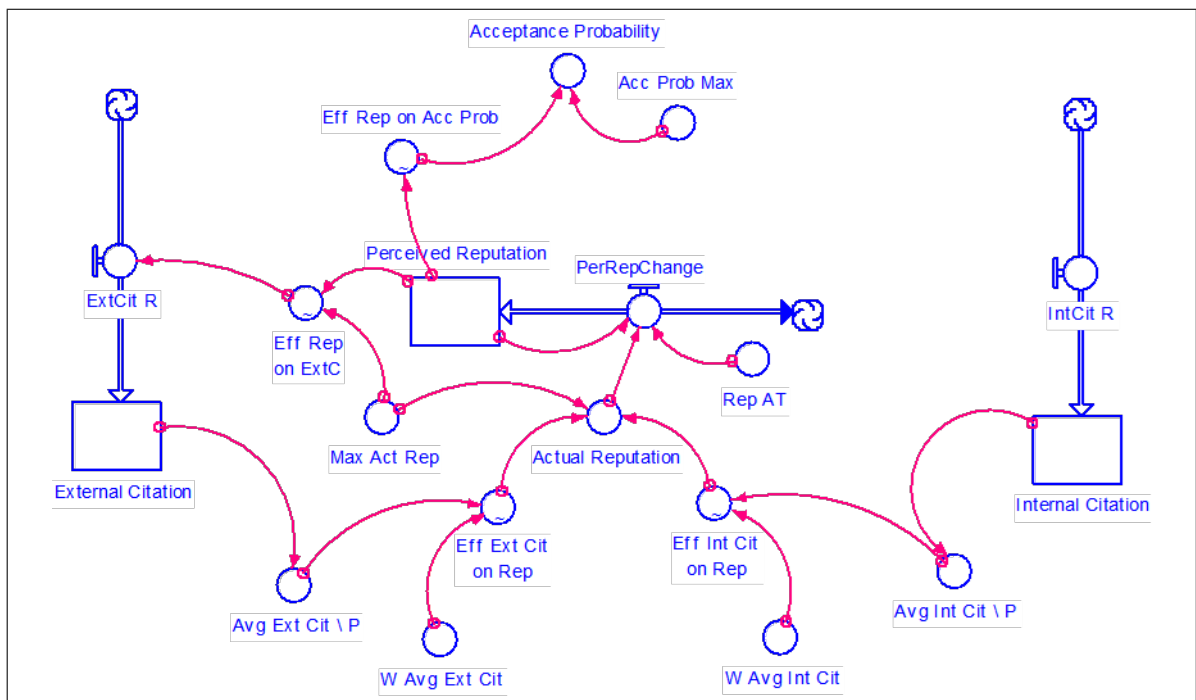 Acceptance Probability
Acc Prob Max
Eff Rep on Acc Prob
Perceived Reputation
PerRepChange
ExtCit R
IntCit R
Eff Rep
on ExtC
Rep AT
Max Act Rep
Actual Reputation
External Citation
Internal Citation
Eff Ext Cit
on Rep
Eff Int Cit
on Rep
Avg Ext Cit \ P
Avg Int Cit \ P
W Avg Ext Cit
W Avg Int Cit